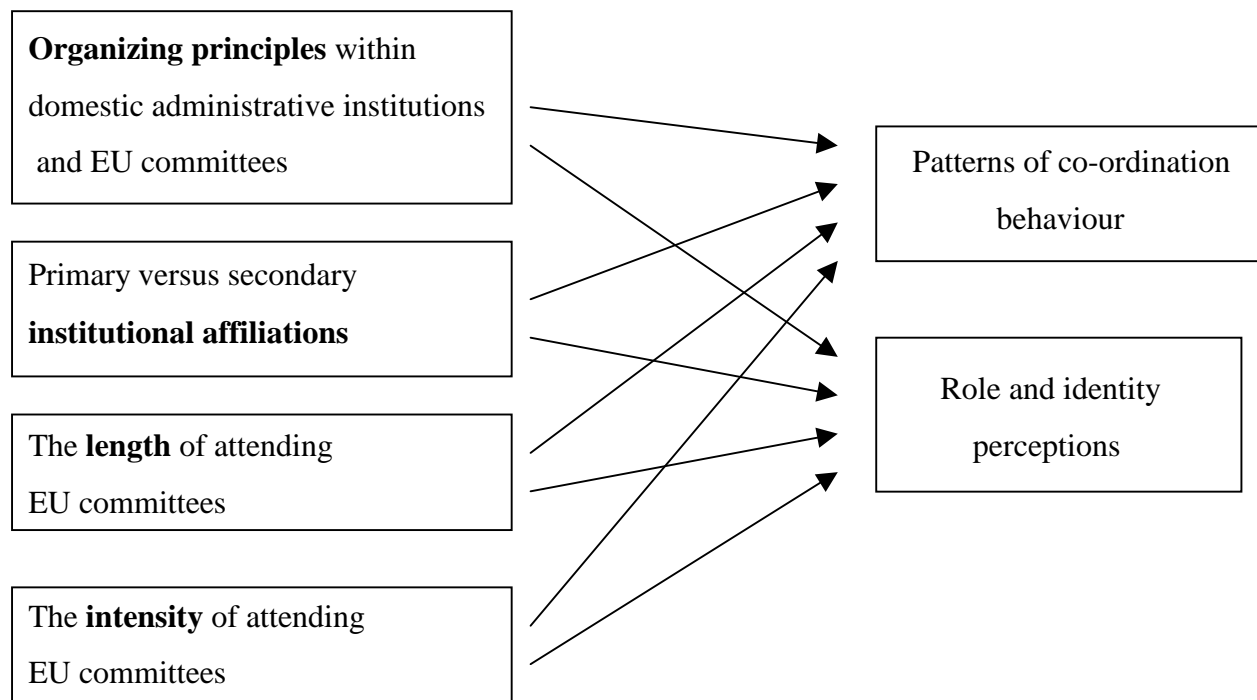 Organizing principles within
domestic administrative institutions
and EU committees
Primary versus secondary
institutional affiliations
The length of attending
EU committees
The intensity of attending
EU committees
Patterns of co-ordination
behaviour
Role and identity
perceptions